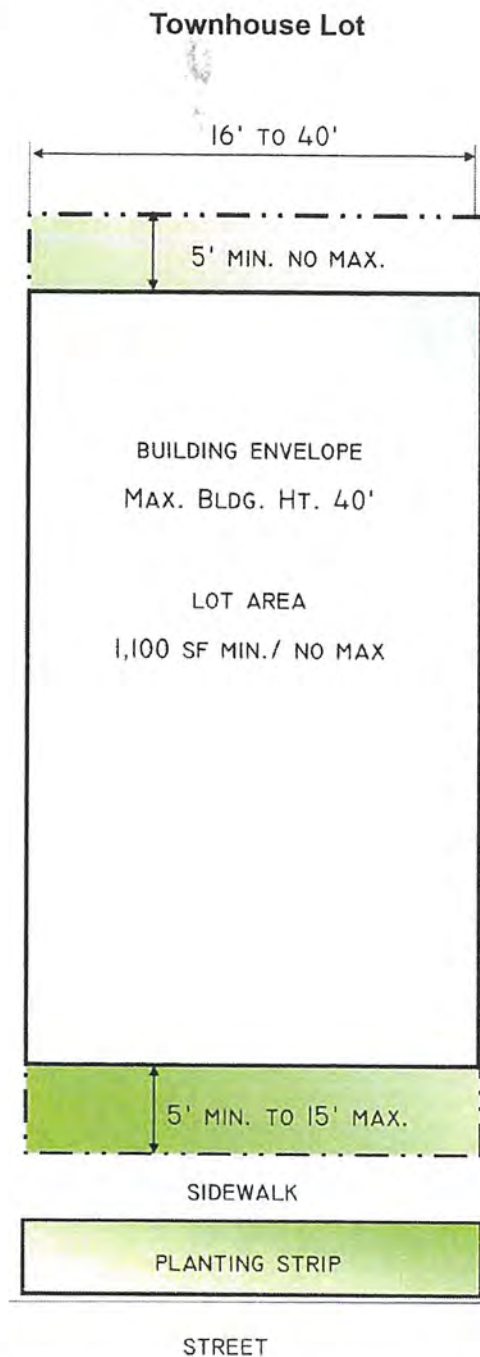 Townhouse Lot
16' TO 40'
5' MIN. NO MAX.
BUILDING ENVELOPE
MAX. BLDG. HT. 40'
LOT AREA
1,100 SF MIN./ NO MAX
5' MIN. TO 15' MAX.
SIDEWALK
PLANTING STRIP
STREET